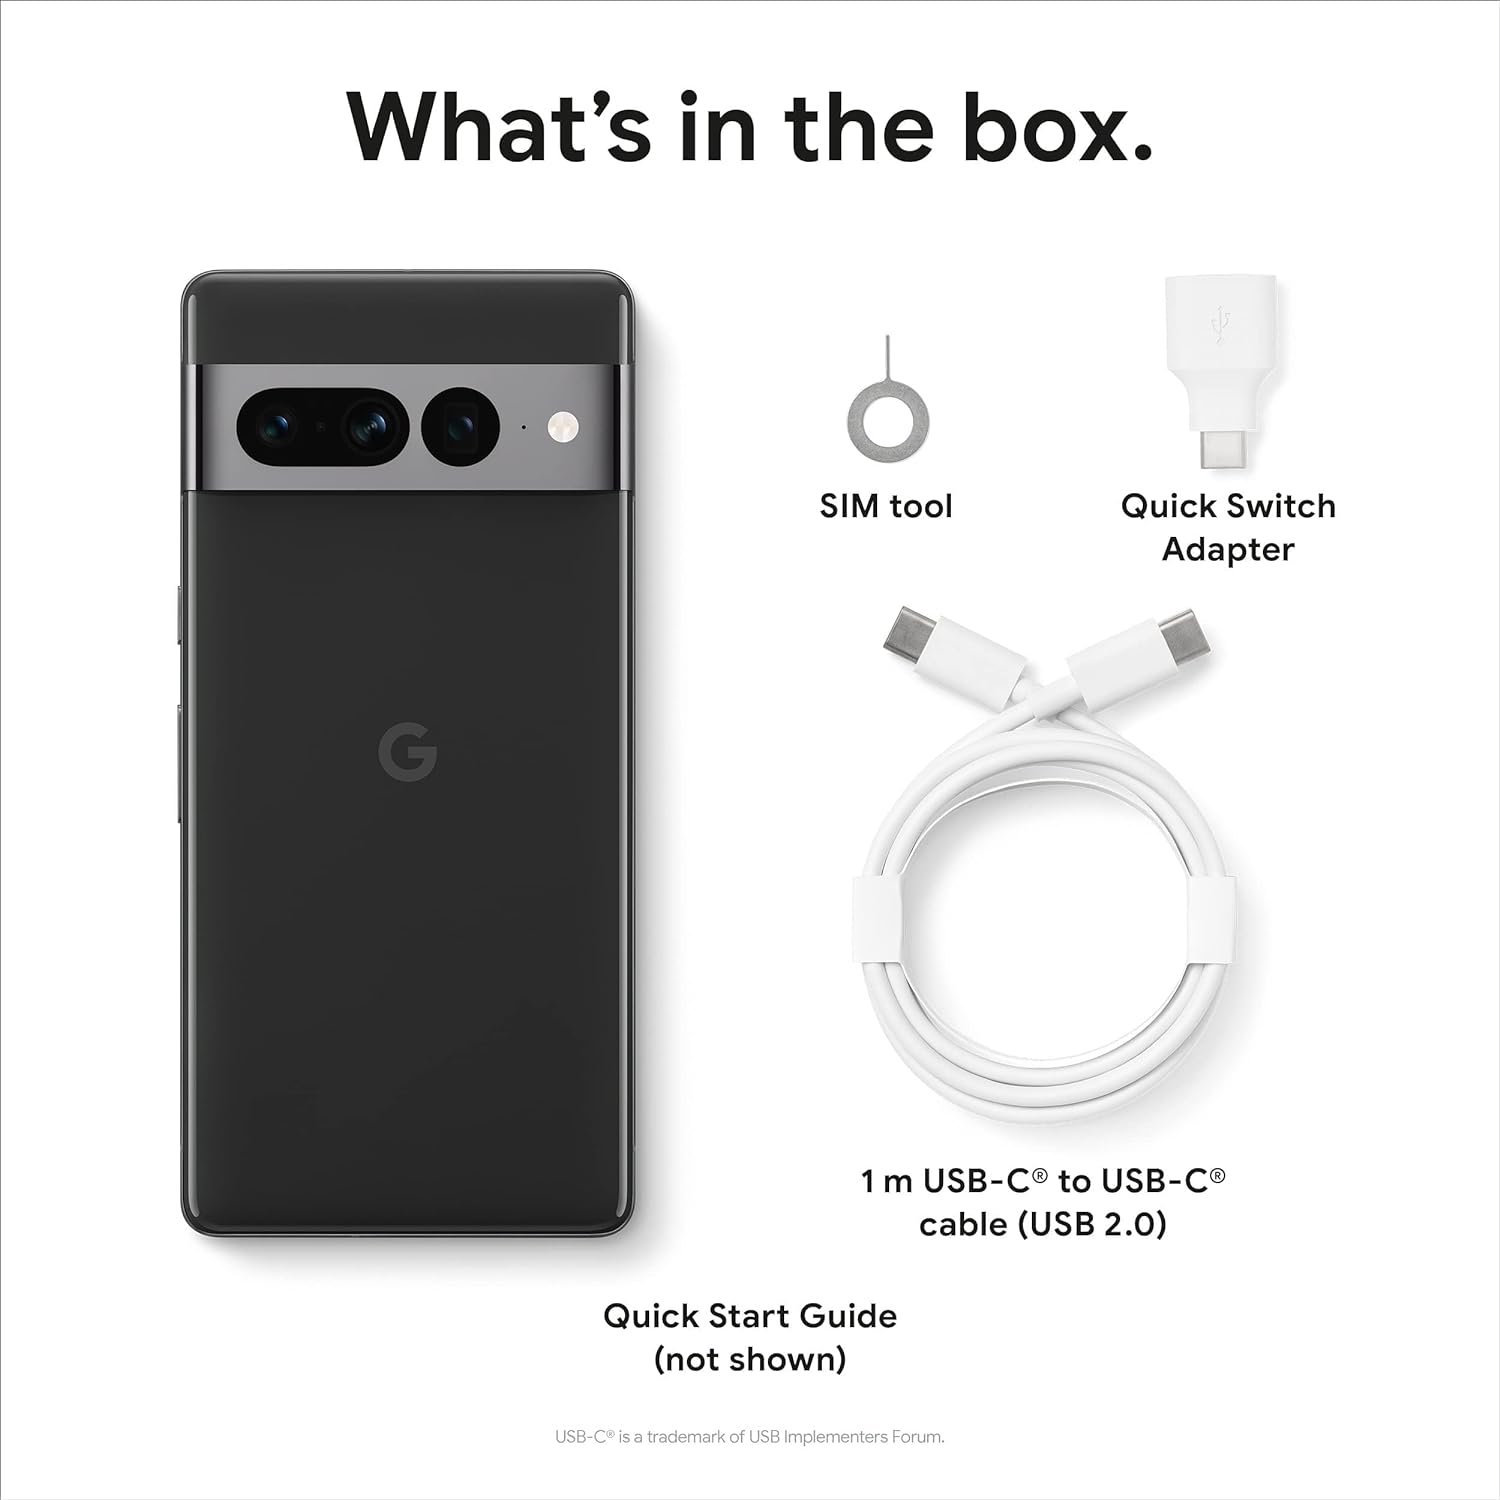 What’s in the box.
SIM tool
Quick Switch
Adapter
1 m USB-C® to USB-C®
cable (USB 2.0)
Quick Start Guide
(not shown)
USB-C® is a trademark of USB Implementers Forum.